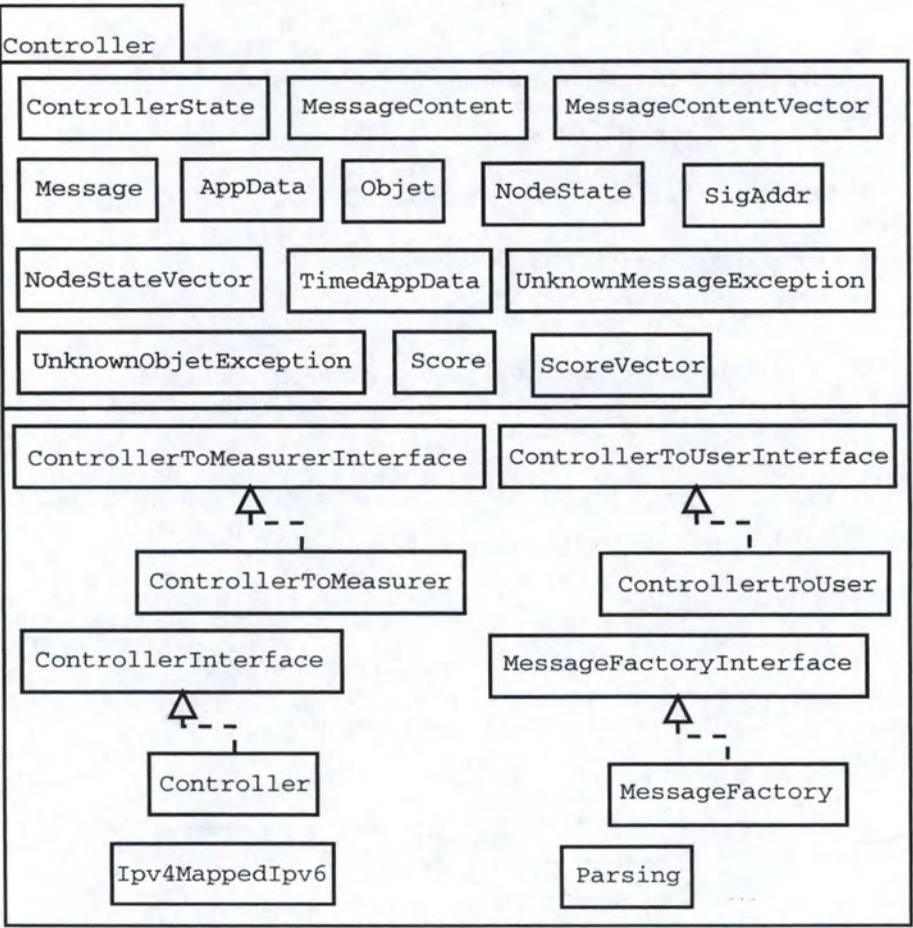 Controller
ControllerState MessageContent MessageContentVector
Message AppData Objet NodeState SigAddr
NodeStateVector TimedAppData UnknownMessageException
UnknownObjetException Score ScoreVector
ControllerToMeasurerInterface ControllerToUserInterface
ControllerToMeasurer ControllertToUser
ControllerInterface MessageFactoryInterface
Controller MessageFactory
Ipv4MappedIpv6 Parsing